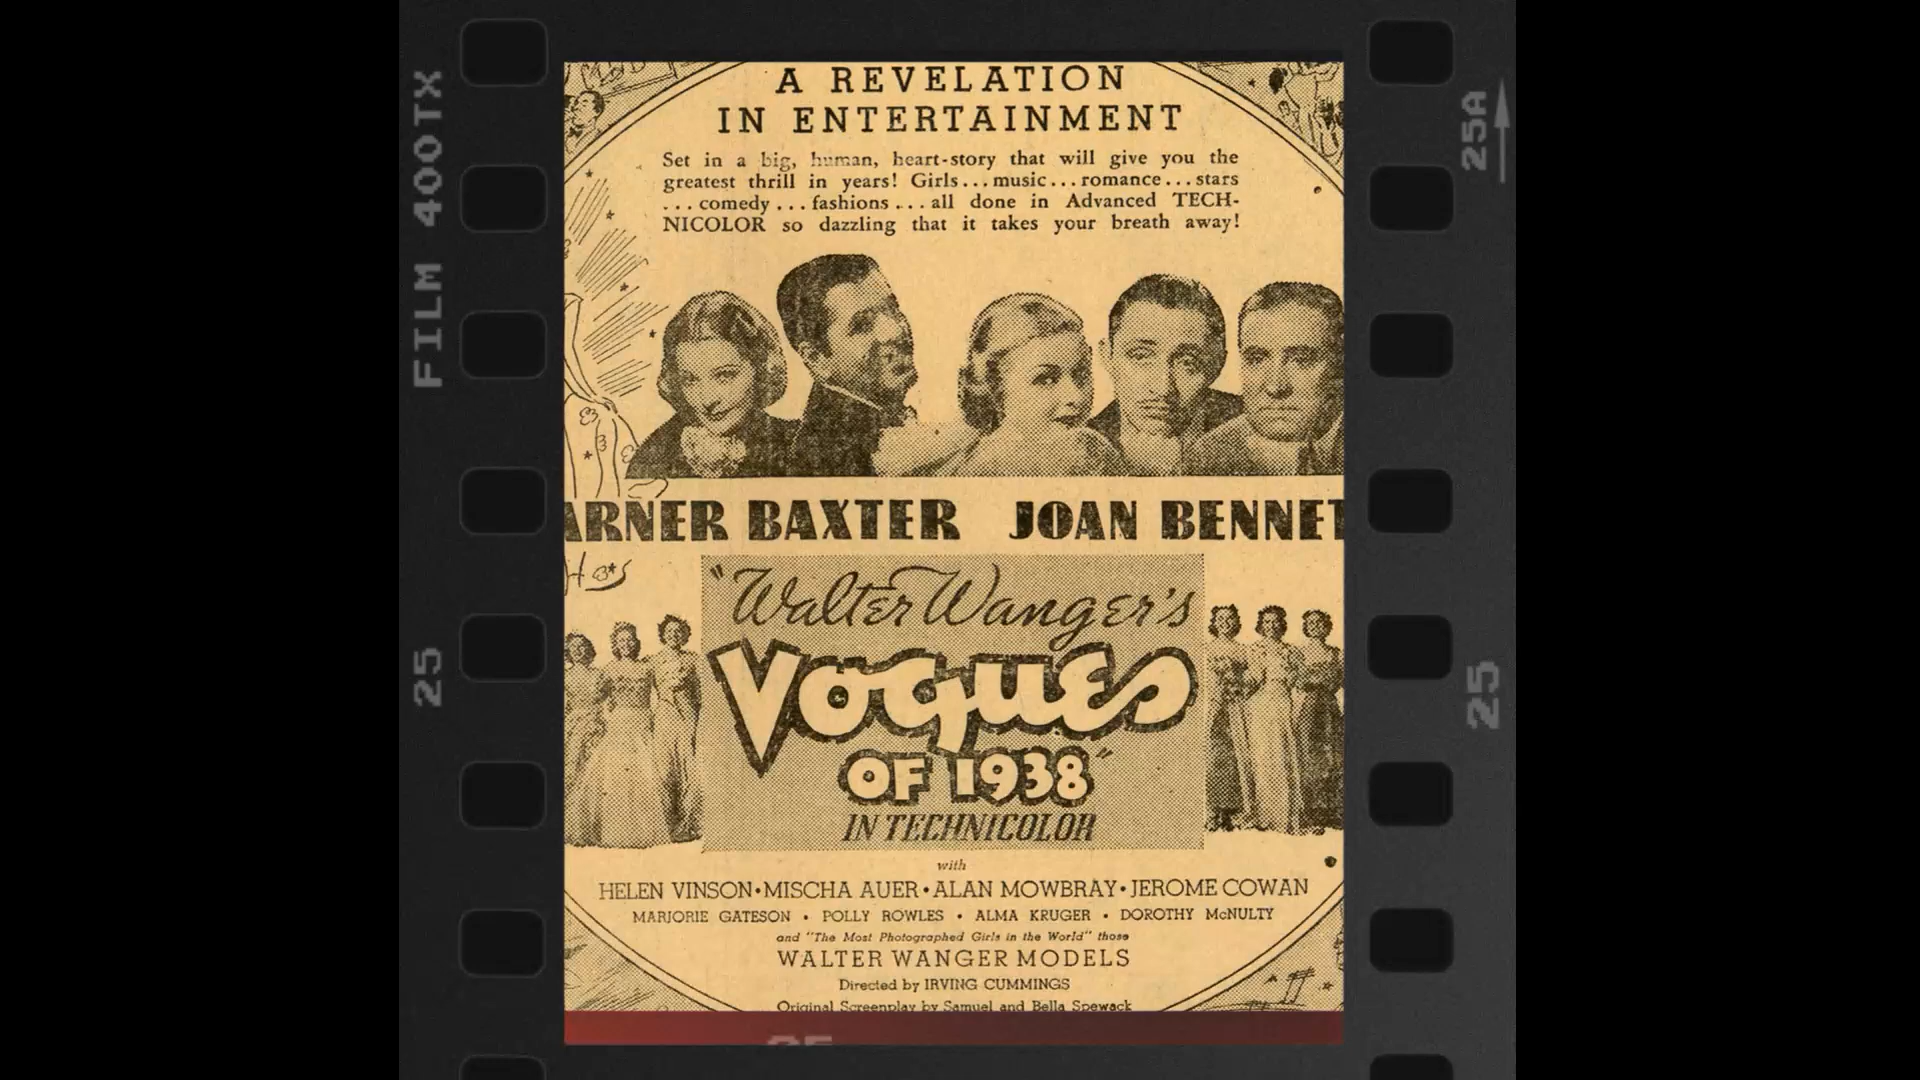 A REVELATION
IN ENTERTAINMENT
Set in a big, human, heart-story that will give you the
greatest thrill in years! Girls...music...romance...stars
...comedy...fashions...all done in Advanced TECH-
NICOLOR so dazzling that it takes your breath away!
ARNER BAXTER JOAN BENNET
"Walter Wanger's
VOGUES
OF 1938"
IN TECHNICOLOR
with
HELEN VINSON•MISCHA AUER•ALAN MOWBRAY•JEROME COWAN
MARJORIE GATESON • POLLY ROWLES • ALMA KRUGER • DOROTHY McNULTY
and "The Most Photographed Girls in the World" those
WALTER WANGER MODELS
Directed by IRVING CUMMINGS
Original Screenplay by Samuel and Bella Spewack
FILM 400TX
25
25A
25